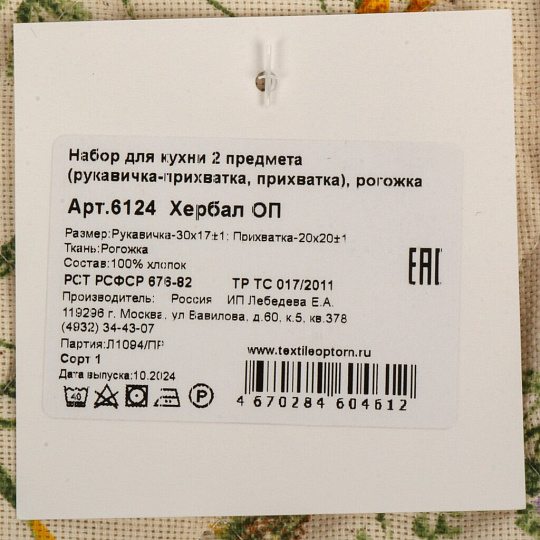 Набор для кухни 2 предмета
(рукавичка-прихватка, прихватка), рогожка
Арт.6124 Хербал ОП
Размер:Рукавичка-30х17±1; Прихватка-20х20±1
Ткань:Рогожка
Состав:100% хлопок
EAC
РСТ РСФСР 676-82 ТР ТС 017/2011
Производитель: Россия ИП Лебедева Е.А.
119296 г. Москва, ул Вавилова, д.60, к.5, кв.378
(4932) 34-43-07
Партия:Л1094/ПР
www.textileoptorn.ru
Сорт 1
Дата выпуска:10.2024
40
P
4 670284 604612